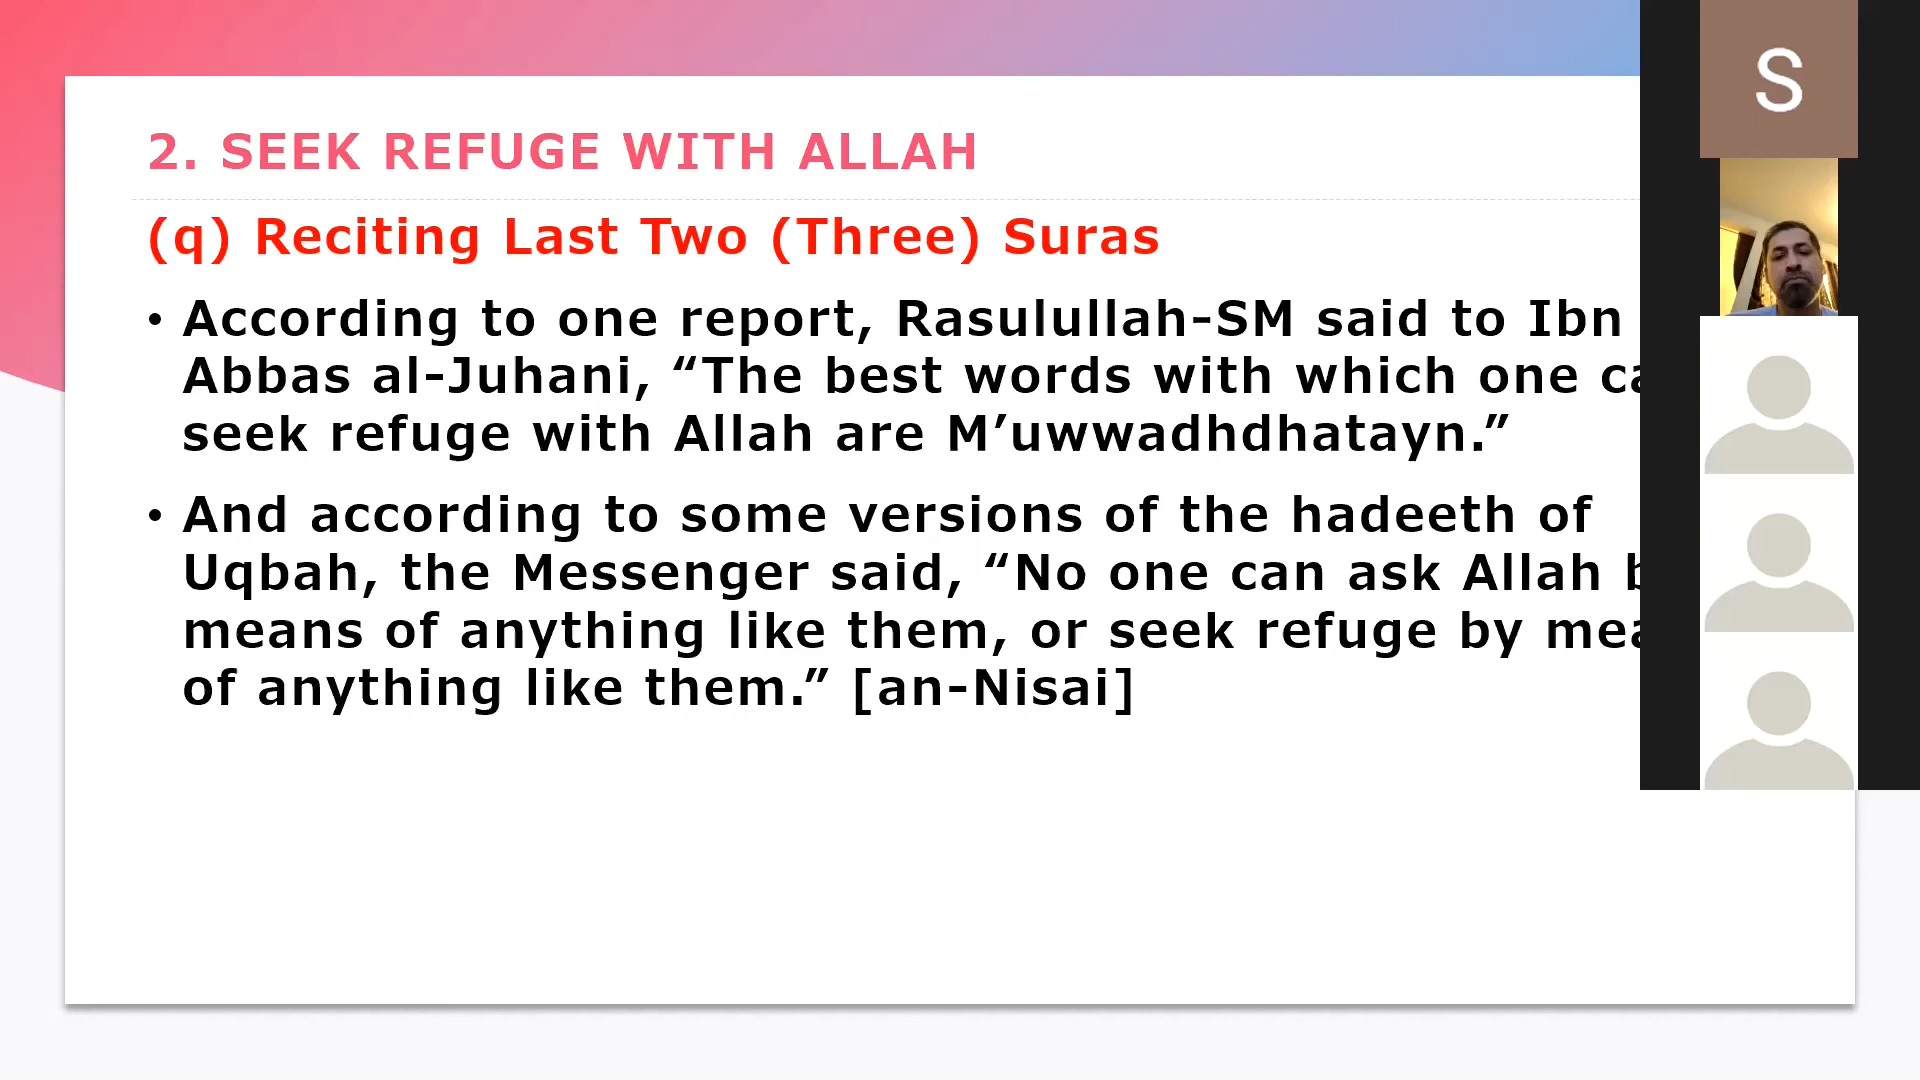 2. SEEK REFUGE WITH ALLAH
(q) Reciting Last Two (Three) Suras
• According to one report, Rasulullah-SM said to Ibn
Abbas al-Juhani, “The best words with which one
seek refuge with Allah are M’uwwadhdhatayn.”
• And according to some versions of the hadeeth of
Uqbah, the Messenger said, “No one can ask Allah
means of anything like them, or seek refuge by
of anything like them.” [an-Nisai]
S